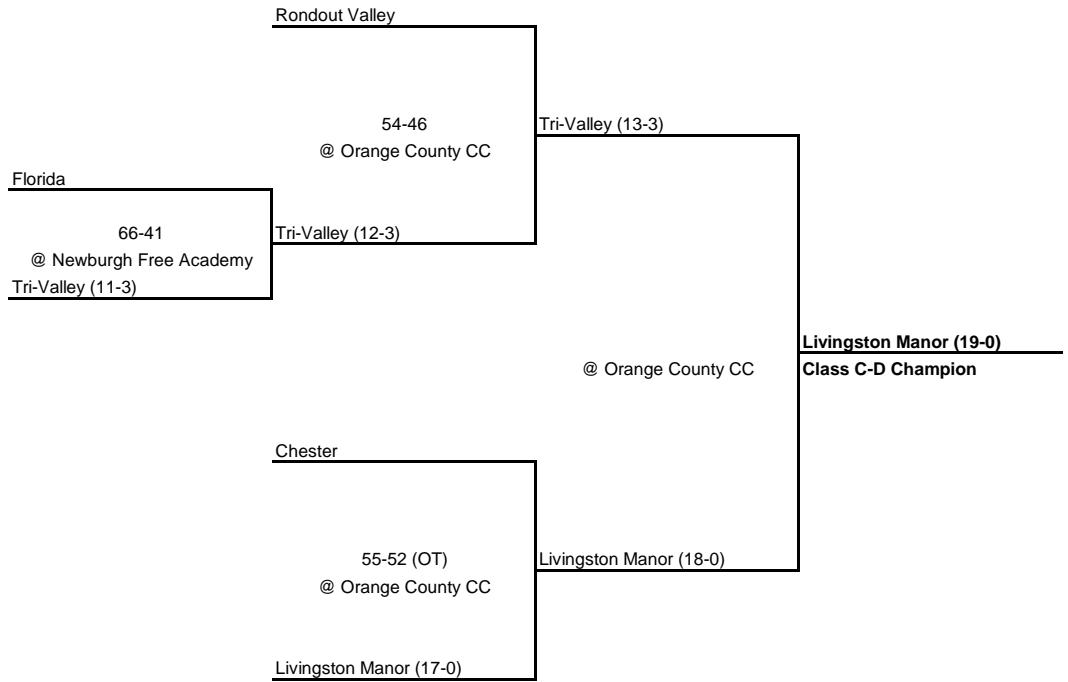 Rondout Valley
54-46
Tri-Valley (13-3)
@ Orange County CC
Florida
66-41
Tri-Valley (12-3)
@ Newburgh Free Academy
Tri-Valley (11-3)
Livingston Manor (19-0)
@ Orange County CC
Class C-D Champion
Chester
55-52 (OT)
Livingston Manor (18-0)
@ Orange County CC
Livingston Manor (17-0)